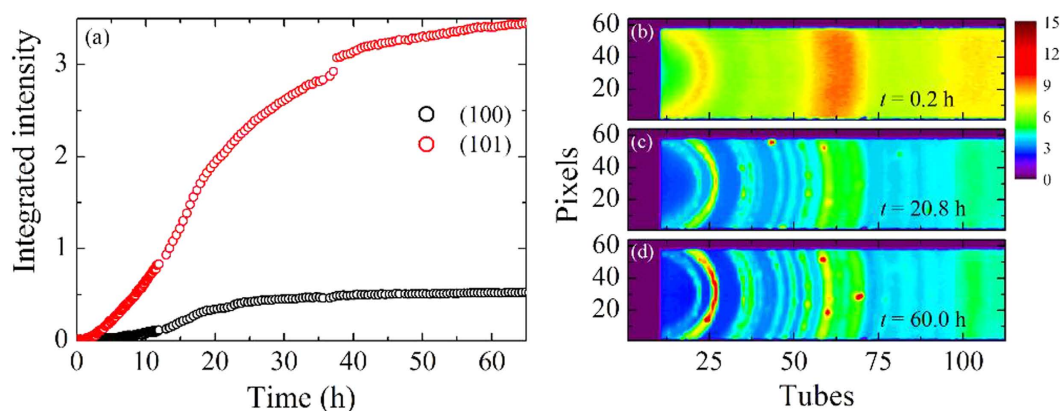 (a)
Integrated intensity
3
2
1
0
(100)
(101)
0 10 20 30 40 50 60
Time (h)
Pixels
60
40
20
(b)
t = 0.2 h
60
40
20
(c)
t = 20.8 h
60
40
20
(d)
t = 60.0 h
25 50 75 100
Tubes
15
12
9
6
3
0